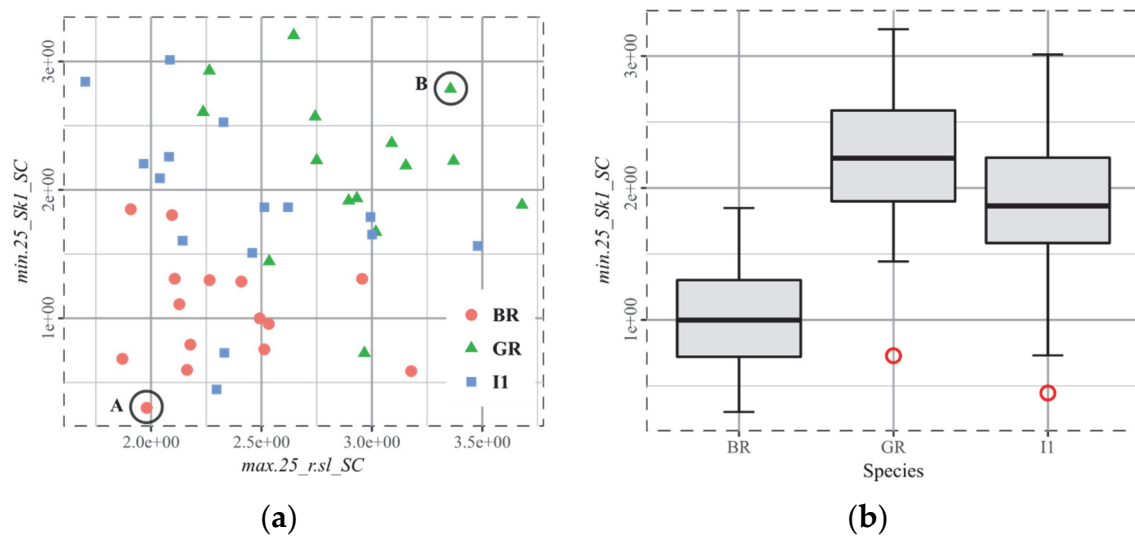 3e+00
2e+00
1e+00
min.25_Sk1_SC
A
B
BR
GR
I1
2.0e+00 2.5e+00 3.0e+00 3.5e+00
max.25_r.sl_SC
(a)
3e+00
2e+00
1e+00
min.25_Sk1_SC
BR GR I1
Species
(b)